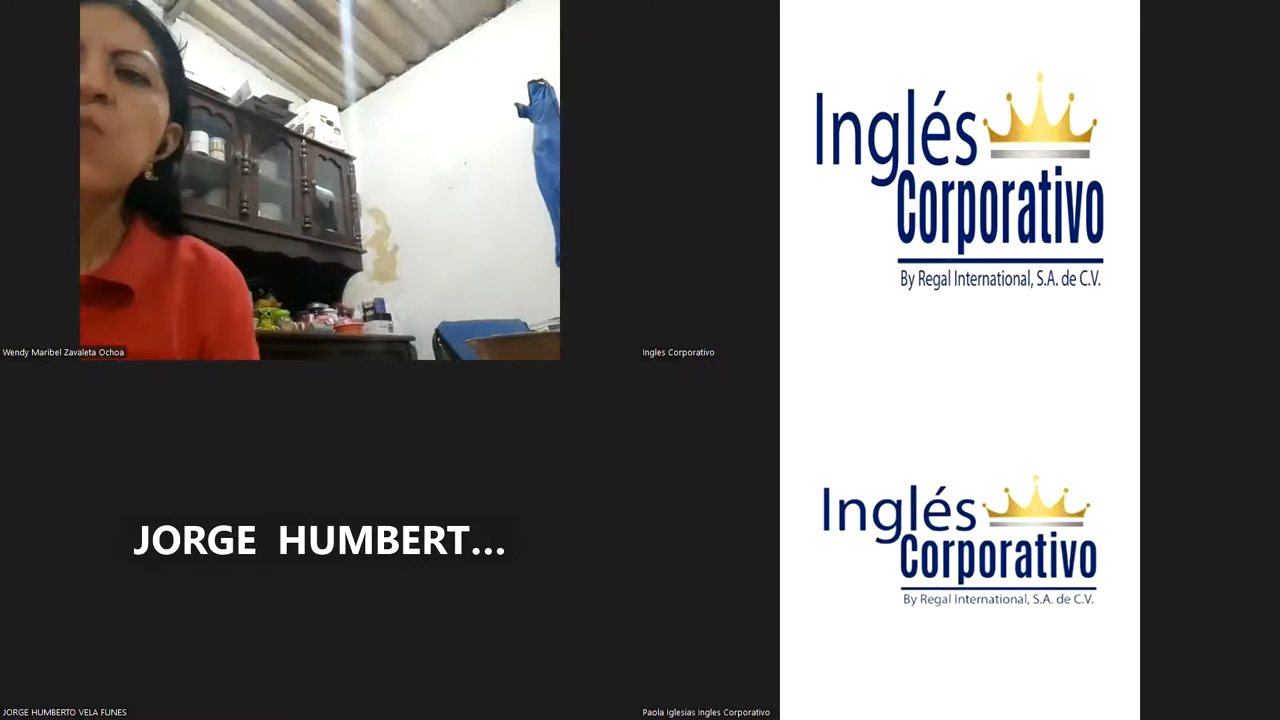 Inglés
Corporativo
By Regal International, S.A. de C.V.
Wendy Maribel Zavaleta Ochoa
Ingles Corporativo
JORGE HUMBERT...
Inglés
Corporativo
By Regal International, S.A. de C.V.
JORGE HUMBERTO VELA FUNES
Paola Iglesias Ingles Corporativo